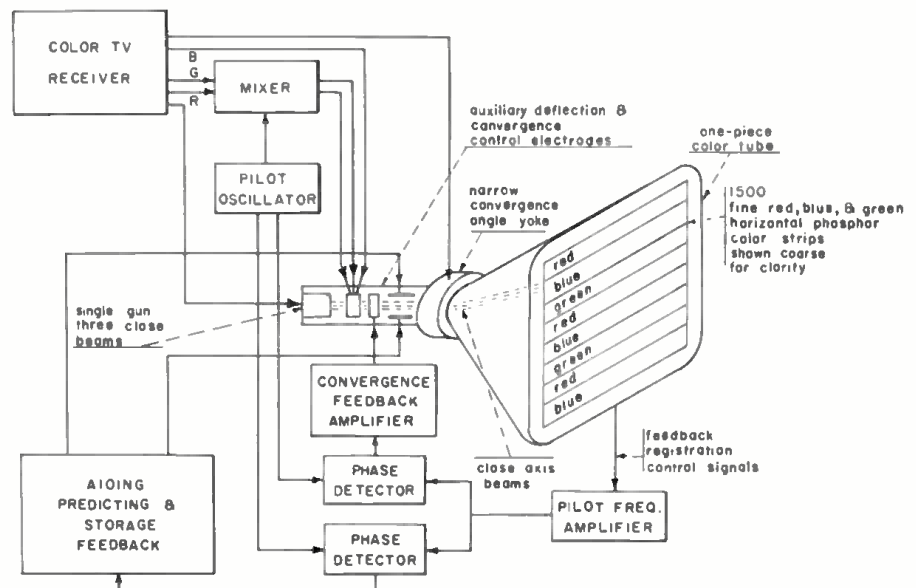 COLOR TV
RECEIVER
B
G
R
MIXER
PILOT
OSCILLATOR
auxiliary deflection &
canvergence
control electrodes
one-piece
color tube
narrow
convergence
angle yoke
1500
fine red, blue, & green
horizontal phosphor
color strips
shown coarse
for clarity
red
blue
green
red
blue
green
red
blue
single gun
three close
beams
CONVERGENCE
FEEDBACK
AMPLIFIER
clase axis
beams
feedback
registration
control signals
AIOING
PREDICTING &
STORAGE
FEEDBACK
PHASE
DETECTOR
PILOT FREQ.
AMPLIFIER
PHASE
DETECTOR